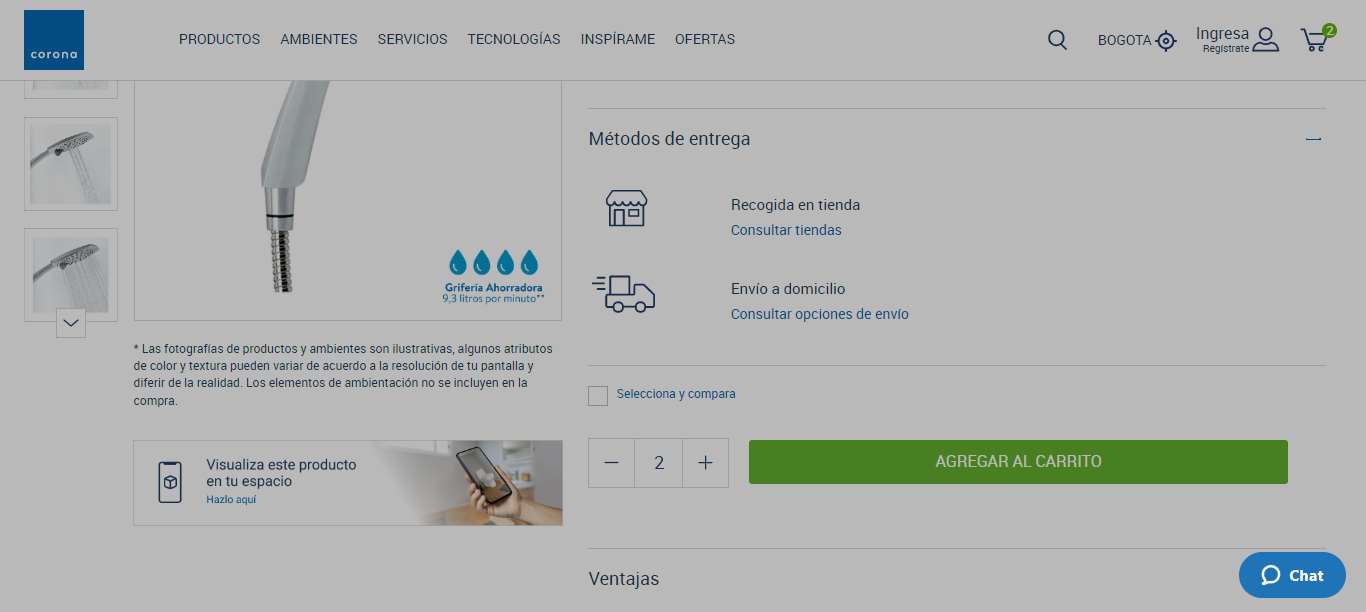 corona
PRODUCTOS AMBIENTES SERVICIOS TECNOLOGÍAS INSPÍRAME OFERTAS
BOGOTA
Ingresa
Regístrate
2
Griferia Ahorradora
9,3 litros por minuto**
* Las fotografías de productos y ambientes son ilustrativas, algunos atributos
de color y textura pueden variar de acuerdo a la resolución de tu pantalla y
diferir de la realidad. Los elementos de ambientación no se incluyen en la
compra.
Visualiza este producto
en tu espacio
Hazlo aquí
Métodos de entrega
Recogida en tienda
Consultar tiendas
Envío a domicilio
Consultar opciones de envío
Selecciona y compara
— 2 +
AGREGAR AL CARRITO
Ventajas
Chat